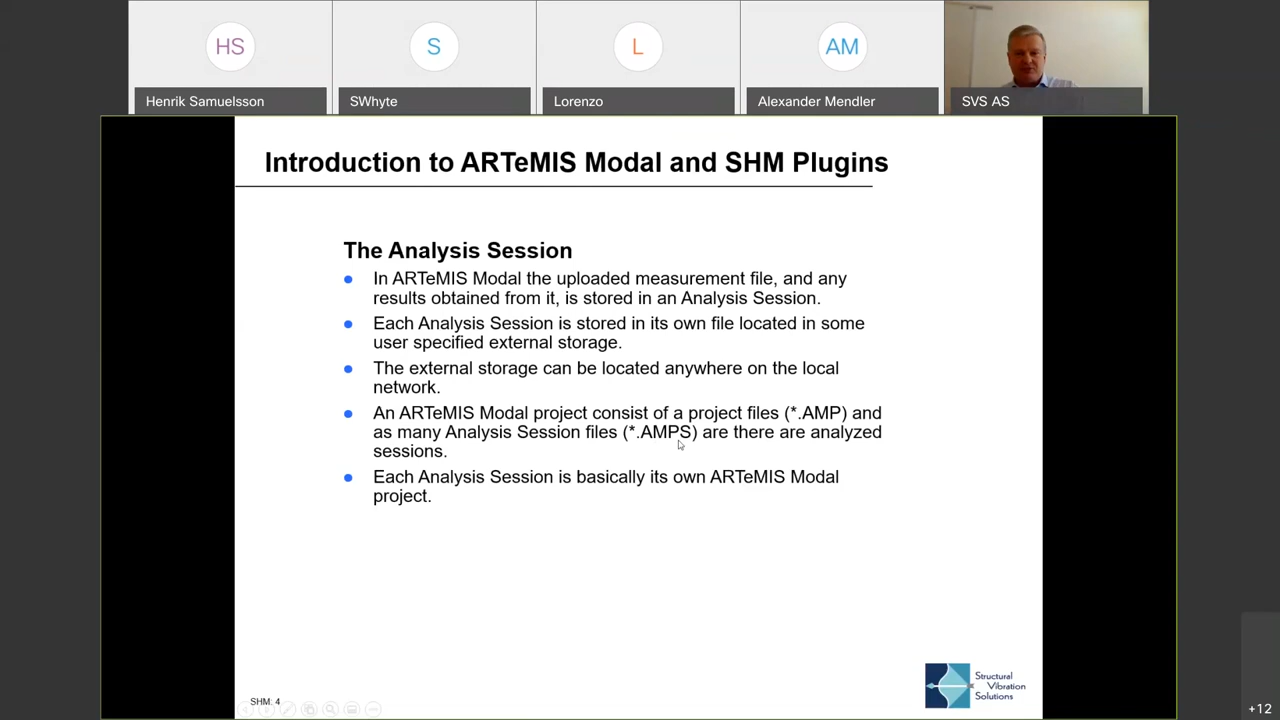 HS
S
L
AM
Henrik Samuelsson
SWhyte
Lorenzo
Alexander Mendler
SVS AS
Introduction to ARTeMIS Modal and SHM Plugins
The Analysis Session
In ARTeMIS Modal the uploaded measurement file, and any
results obtained from it, is stored in an Analysis Session.
Each Analysis Session is stored in its own file located in some
user specified external storage.
The external storage can be located anywhere on the local
network.
An ARTeMIS Modal project consist of a project files (*.AMP) and
as many Analysis Session files (*.AMPS) are there are analyzed
sessions.
Each Analysis Session is basically its own ARTeMIS Modal
project.
Structural
Vibration
Solutions
SHM: 4
+12